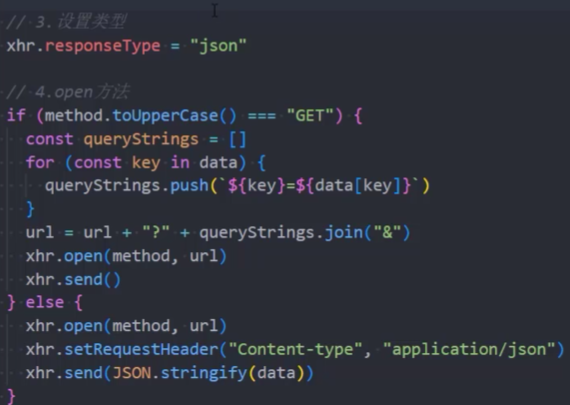 // 3.设置类型
xhr.responseType = "json"
// 4.open方法
if (method.toUpperCase() === "GET") {
const queryStrings = []
for (const key in data) {
queryStrings.push(`${key}=${data[key]}`)
}
url = url + "?" + queryStrings.join("&")
xhr.open(method, url)
xhr.send()
} else {
xhr.open(method, url)
xhr.setRequestHeader("Content-type", "application/json")
xhr.send(JSON.stringify(data))
}